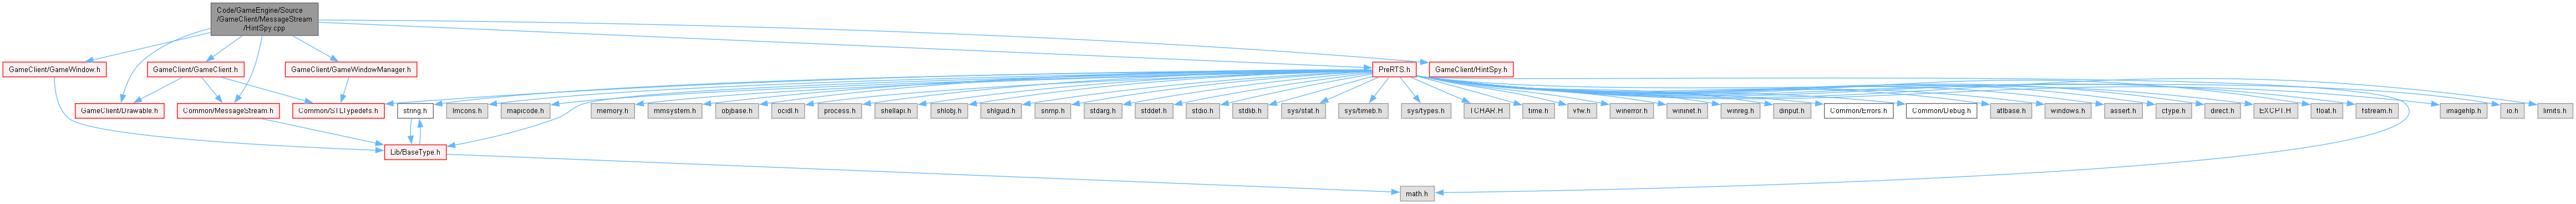 Code/GameEngine/Source
/GameClient/MessageStream
/HintSpy.cpp
GameClient/GameWindow.h
GameClient/GameClient.h
GameClient/GameWindowManager.h
PreRTS.h
GameClient/HintSpy.h
GameClient/Drawable.h
Common/MessageStream.h
Common/STLTypedefs.h
string.h
lmcons.h
mapicode.h
memory.h
mmsystem.h
objbase.h
ocidl.h
process.h
shellapi.h
shlobj.h
shlguid.h
snmp.h
stdarg.h
stddef.h
stdio.h
stdlib.h
sys/stat.h
sys/timeb.h
sys/types.h
TCHAR.H
time.h
vfw.h
winerror.h
wininet.h
winreg.h
dinput.h
Common/Errors.h
Common/Debug.h
atlbase.h
windows.h
assert.h
ctype.h
direct.h
EXCPT.H
float.h
fstream.h
imagehlp.h
io.h
limits.h
Lib/BaseType.h
math.h